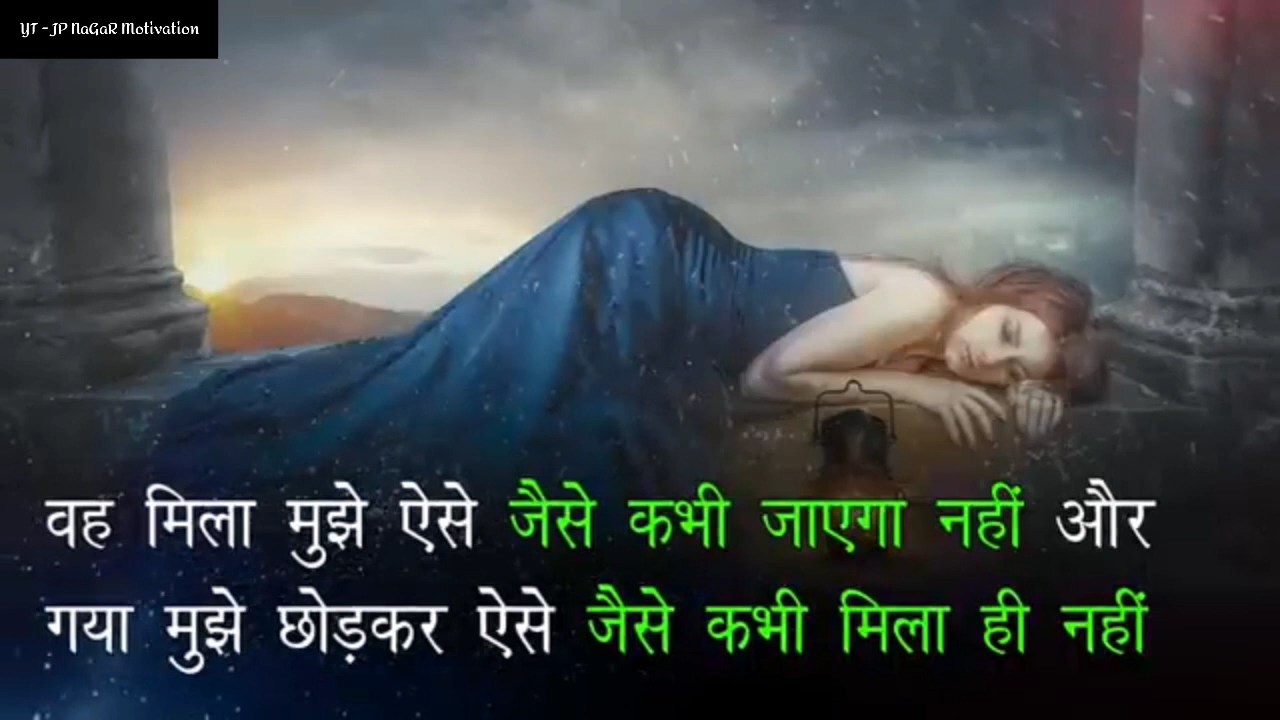 YT - JP NaGaR Motivation
वह मिला मुझे ऐसे जैसे कभी जाएगा नहीं और
गया मुझे छोड़कर ऐसे जैसे कभी मिला ही नहीं